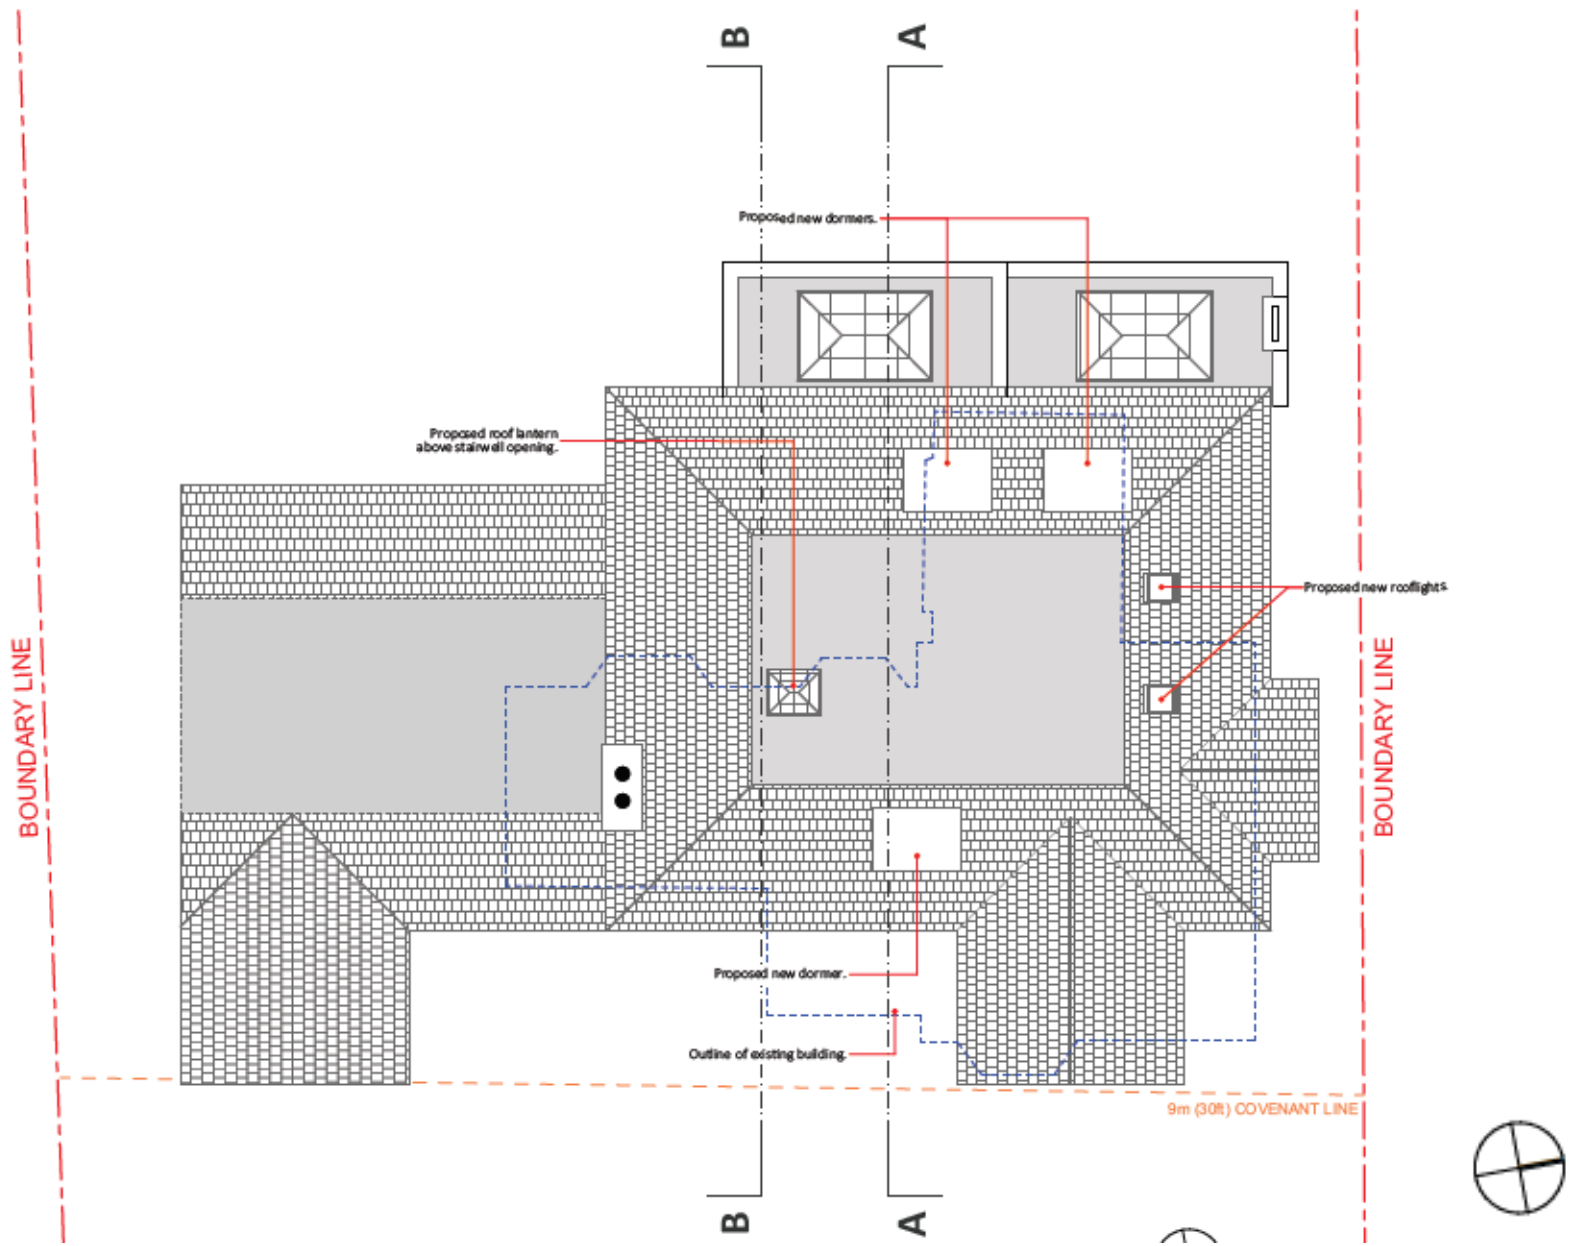 B
A
Proposed new dormers.
Proposed roof lantern
above stairwell opening.
Proposed new rooflights.
BOUNDARY LINE
BOUNDARY LINE
Proposed new dormer.
Outline of existing building.
9m (30ft) COVENANT LINE
B
A